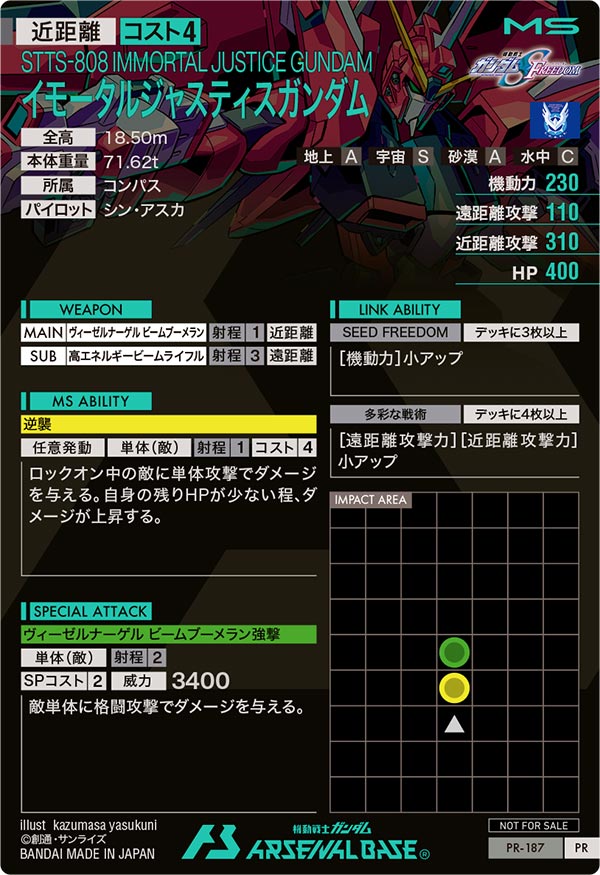 近距離 コスト4 MS
STTS-808 IMMORTAL JUSTICE GUNDAM
イモータルジャスティスガンダム
機動戦士ガンダム SEED FREEDOM
全高 18.50m
本体重量 71.62t
所属 コンパス
パイロット シン・アスカ
地上 A 宇宙 S 砂漠 A 水中 C
機動力 230
遠距離攻撃 110
近距離攻撃 310
HP 400
WEAPON
MAIN ヴィーゼルナーゲル ビームブーメラン 射程 1 近距離
SUB 高エネルギービームライフル 射程 3 遠距離
MS ABILITY
逆襲
任意発動 単体(敵) 射程 1 コスト 4
ロックオン中の敵に単体攻撃でダメージ
を与える。自身の残りHPが少ない程、ダ
メージが上昇する。
SPECIAL ATTACK
ヴィーゼルナーゲル ビームブーメラン強撃
単体(敵) 射程 2
SPコスト 2 威力 3400
敵単体に格闘攻撃でダメージを与える。
LINK ABILITY
SEED FREEDOM デッキに3枚以上
[機動力]小アップ
多彩な戦術 デッキに4枚以上
[遠距離攻撃力][近距離攻撃力]
小アップ
IMPACT AREA
illust kazumasa yasukuni
©創通・サンライズ
BANDAI MADE IN JAPAN
機動戦士ガンダム
ARSENAL BASE®
NOT FOR SALE
PR-187 PR